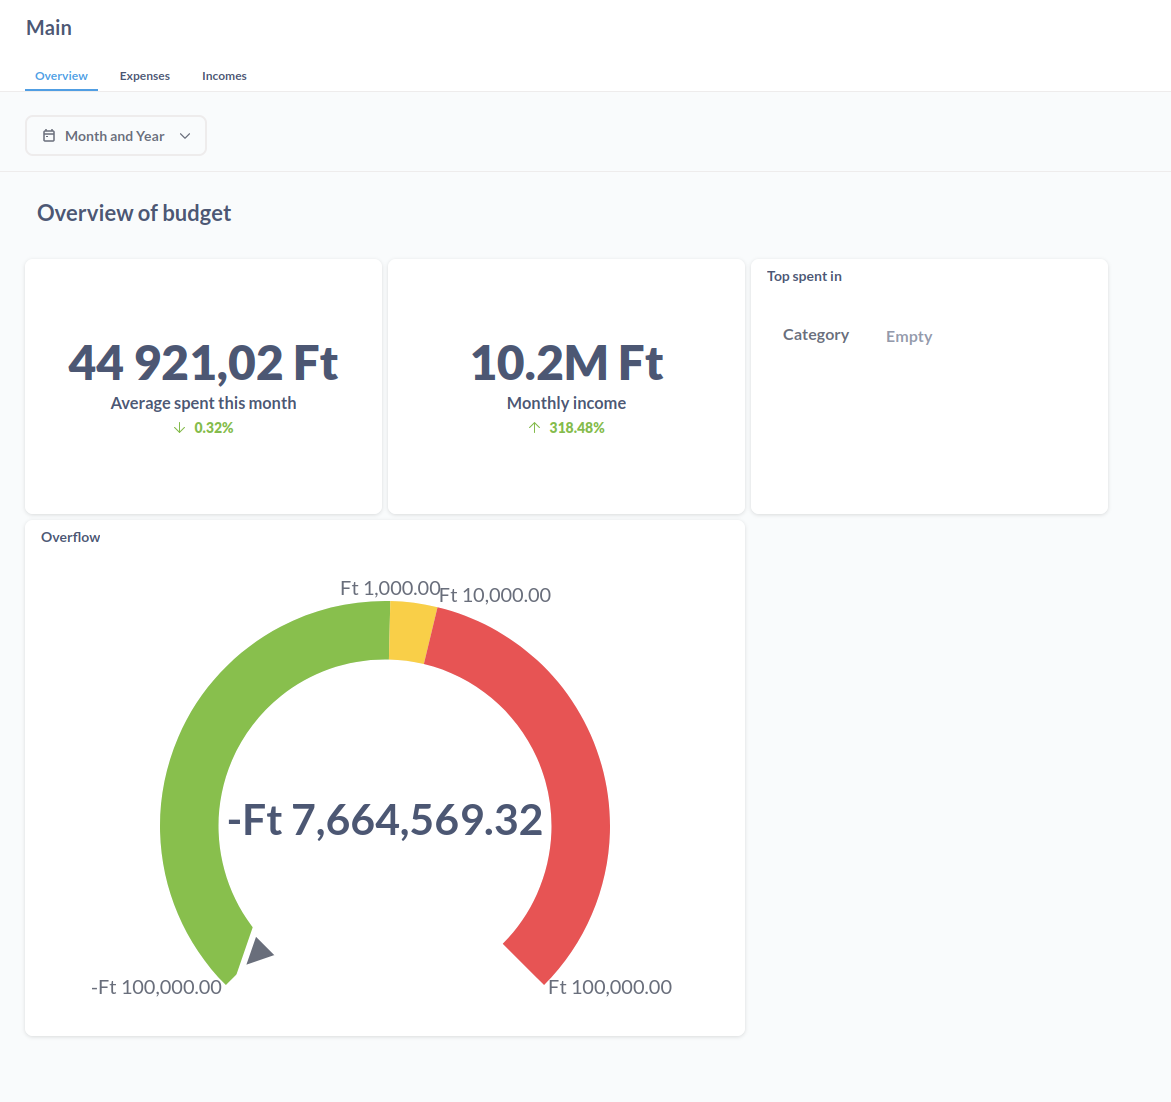 Main
Overview Expenses Incomes
Month and Year
Overview of budget
44 921,02 Ft
Average spent this month
0.32%
10.2M Ft
Monthly income
318.48%
Top spent in
Category Empty
Overflow
Ft 1,000.00
Ft 10,000.00
-Ft 7,664,569.32
-Ft 100,000.00
Ft 100,000.00